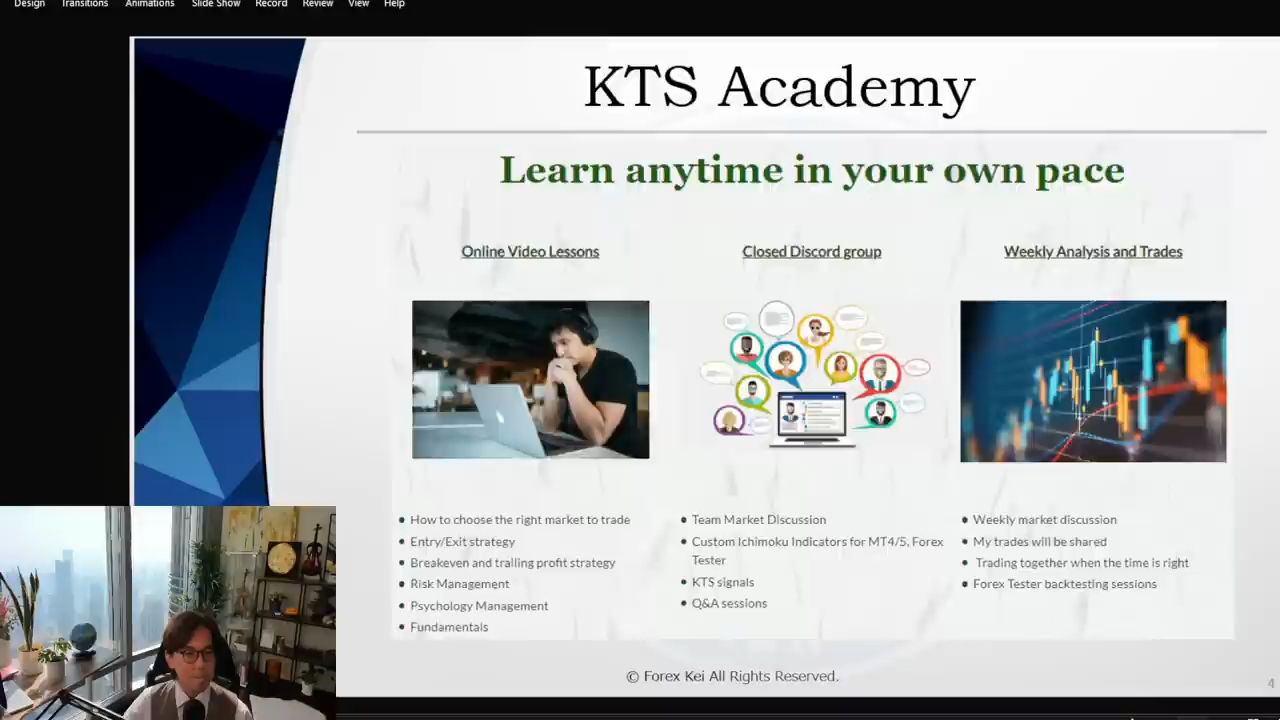 Design Transitions Animations Slide Show Record Review View Help
KTS Academy
Learn anytime in your own pace
Online Video Lessons
Closed Discord group
Weekly Analysis and Trades
• How to choose the right market to trade
• Entry/Exit strategy
• Breakeven and trailing profit strategy
• Risk Management
• Psychology Management
• Fundamentals
• Team Market Discussion
• Custom Ichimoku Indicators for MT4/5, Forex
Tester
• KTS signals
• Q&A sessions
• Weekly market discussion
• My trades will be shared
• Trading together when the time is right
• Forex Tester backtesting sessions
© Forex Kei All Rights Reserved.
4